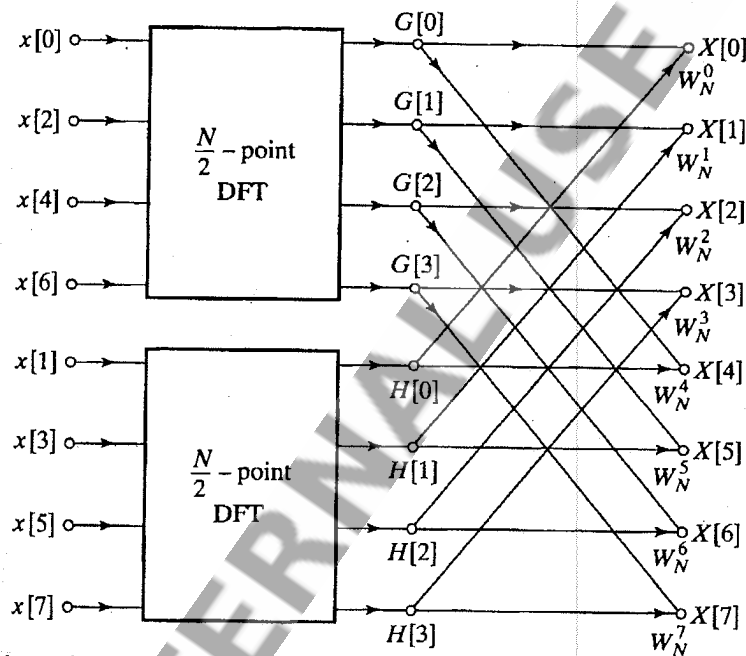 G[0]
x[0] X[0]
W_N^0
G[1]
x[2] X[1]
W_N^1
N/2 – point
DFT
G[2]
x[4] X[2]
W_N^2
G[3]
x[6] X[3]
W_N^3
x[1] H[0] X[4]
W_N^4
x[3] H[1] X[5]
W_N^5
N/2 – point
DFT
x[5] H[2] X[6]
W_N^6
x[7] H[3] X[7]
W_N^7
TERNAL USE